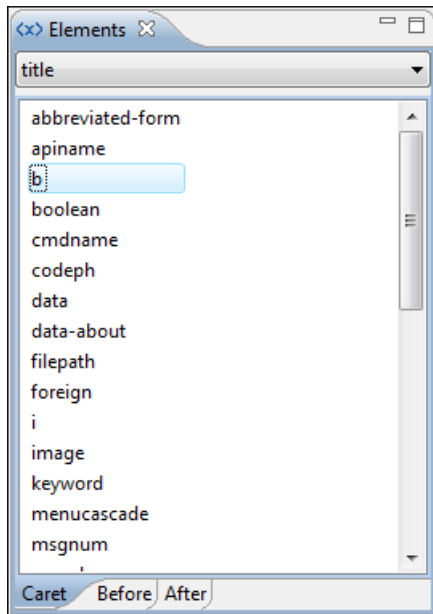 <x> Elements
title
abbreviated-form
apiname
b
boolean
cmdname
codeph
data
data-about
filepath
foreign
i
image
keyword
menucascade
msgnum
Caret Before After